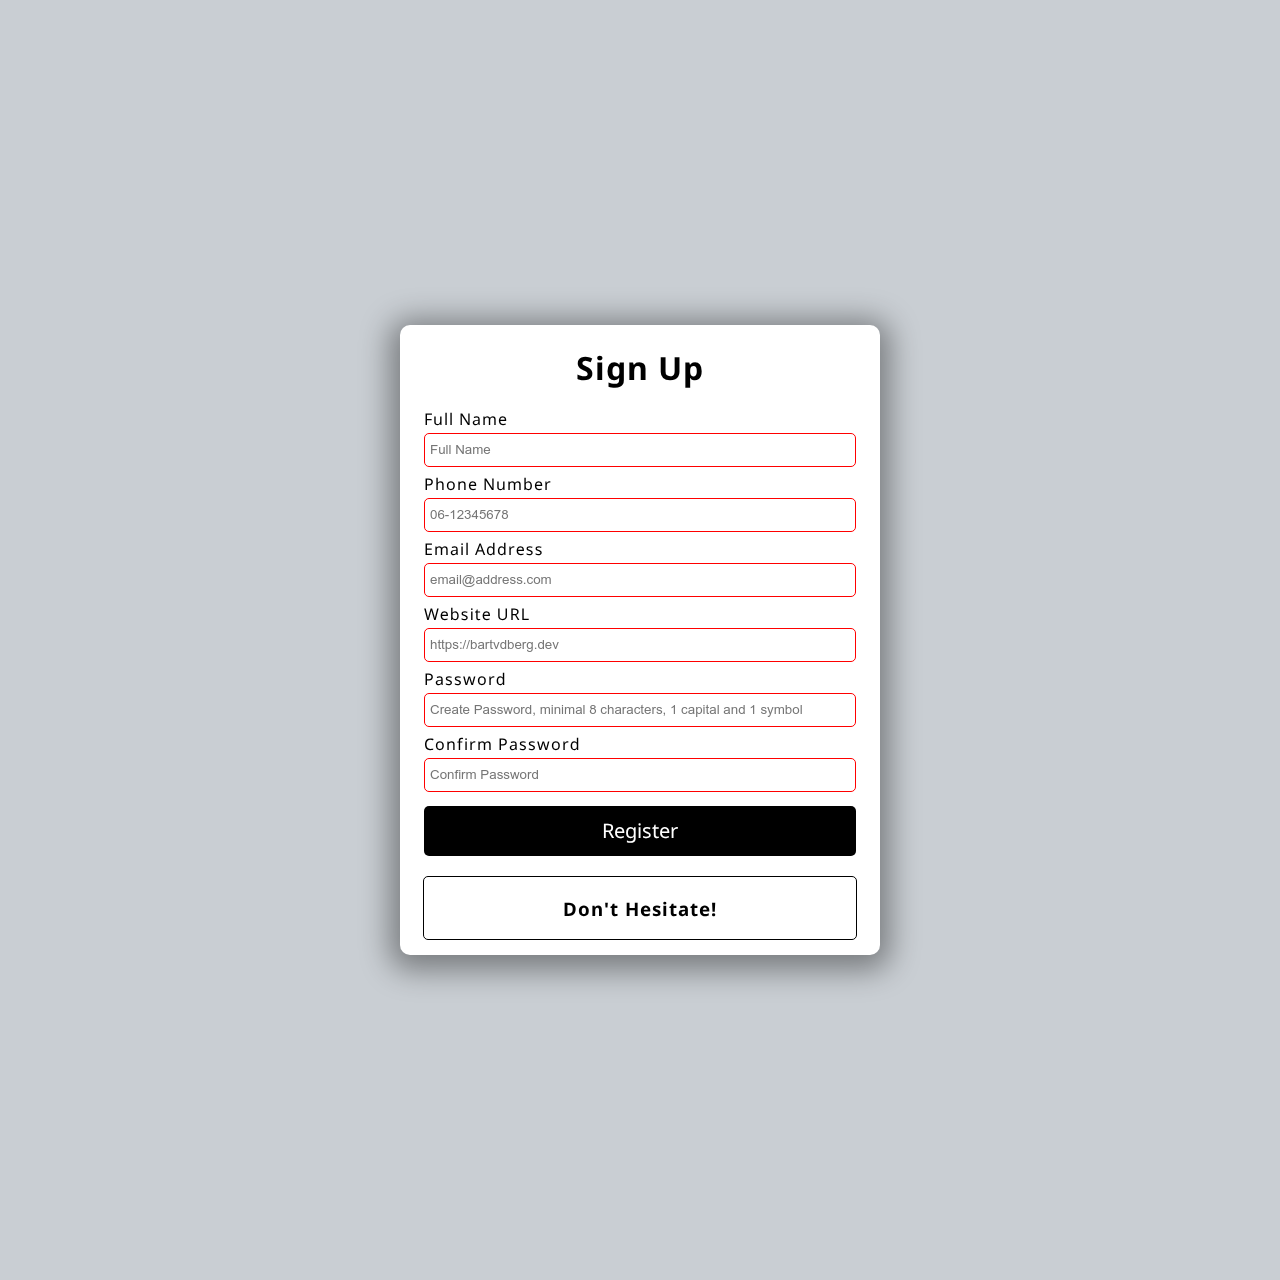 Sign Up
Full Name
Full Name
Phone Number
06-12345678
Email Address
email@address.com
Website URL
https://bartvdberg.dev
Password
Create Password, minimal 8 characters, 1 capital and 1 symbol
Confirm Password
Confirm Password
Register
Don't Hesitate!